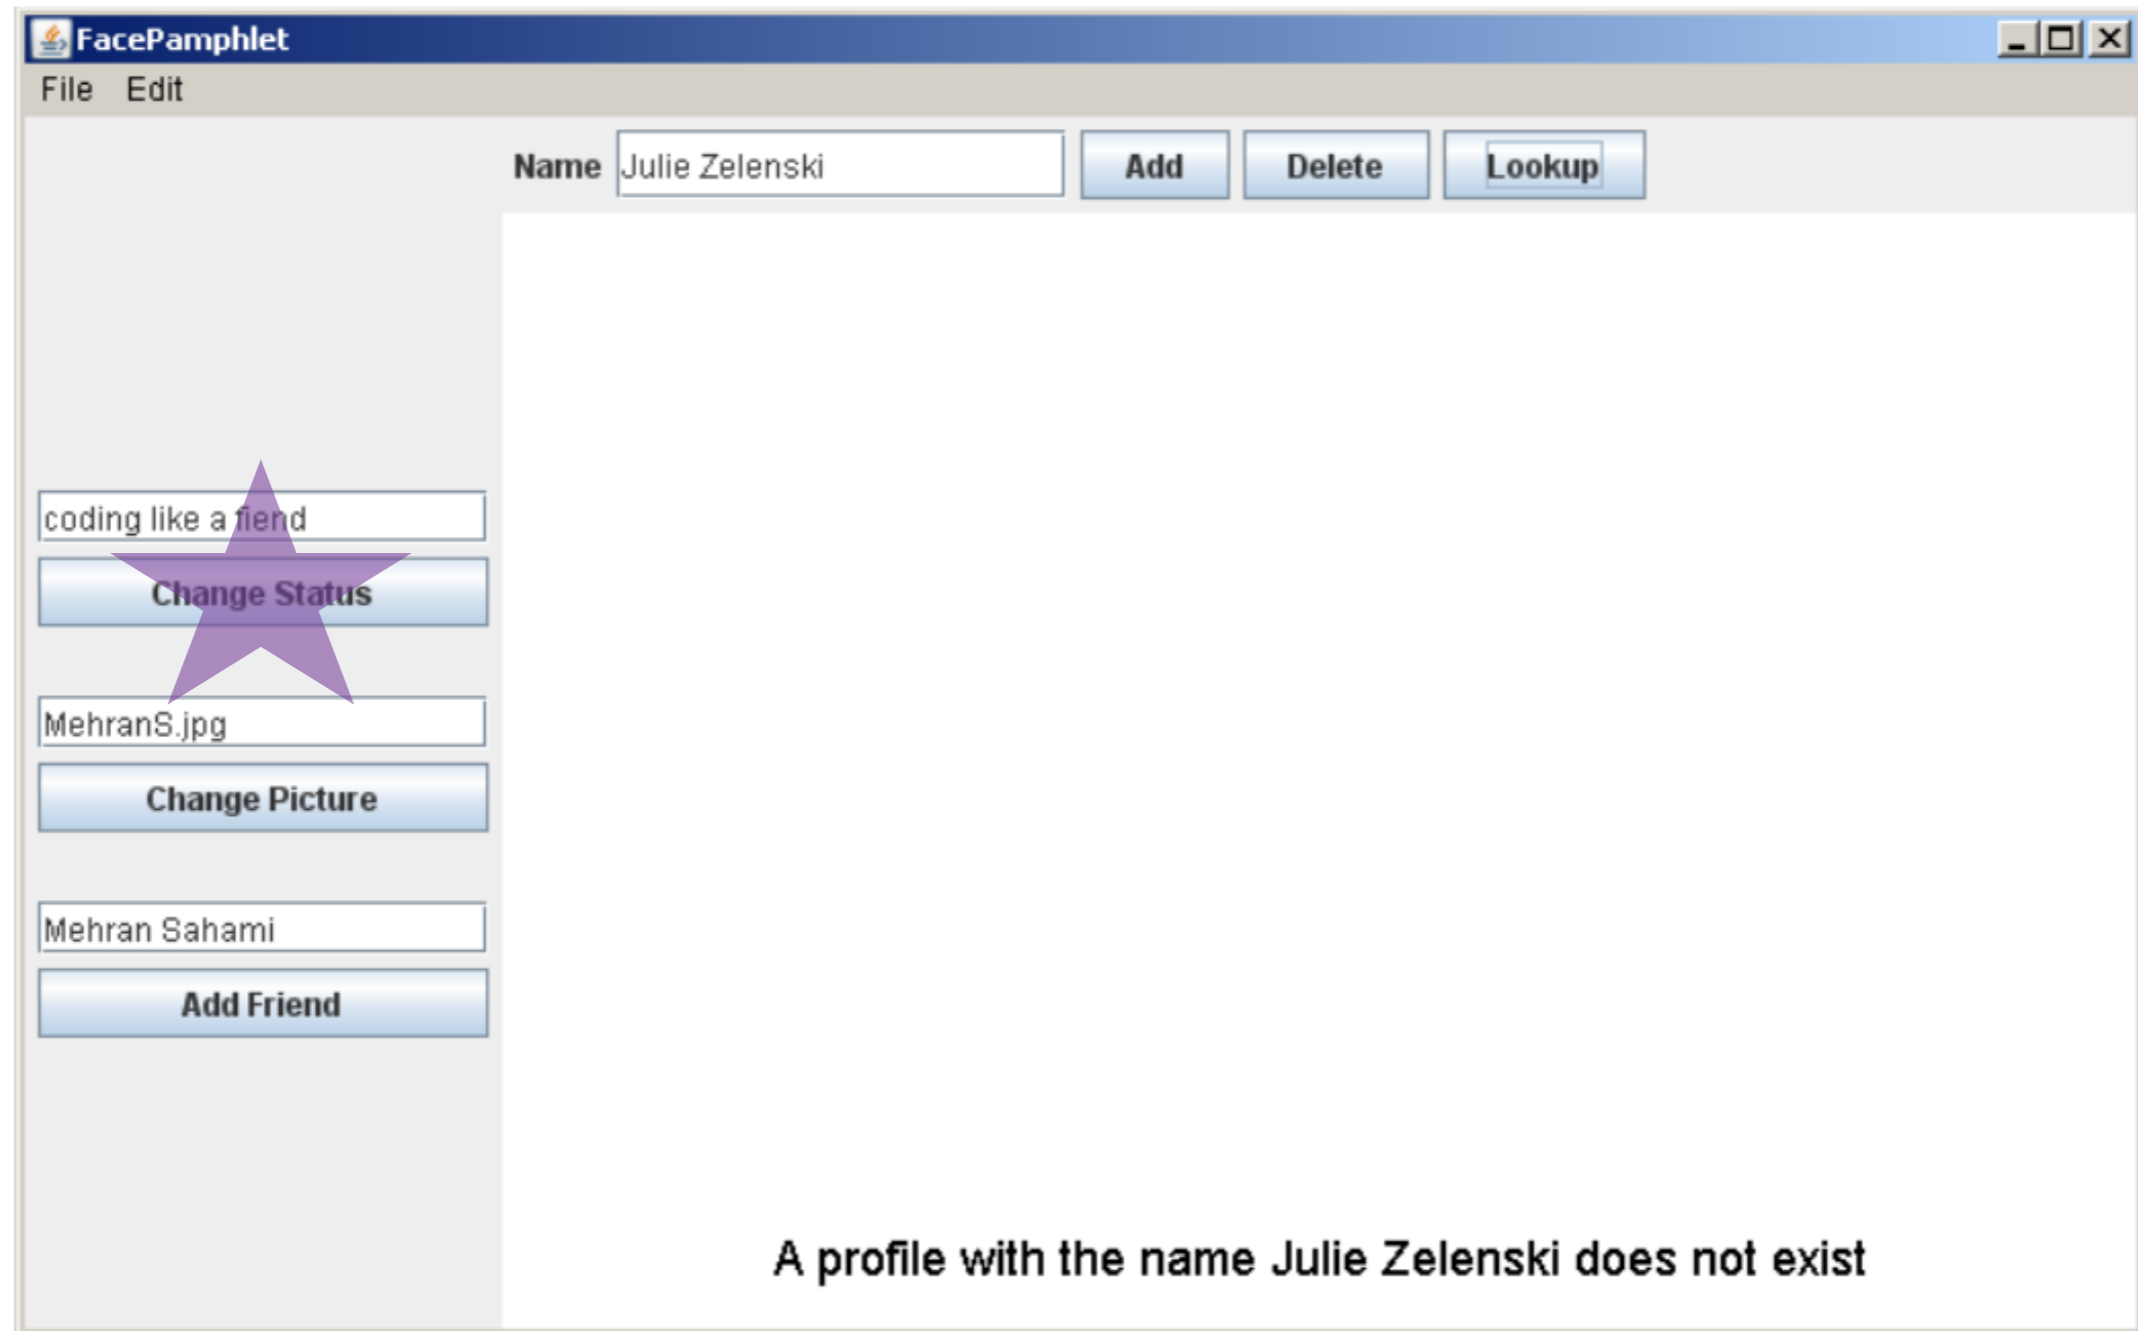 FacePamphlet
File Edit
Name Julie Zelenski Add Delete Lookup
coding like a fiend
Change Status
MehranS.jpg
Change Picture
Mehran Sahami
Add Friend
A profile with the name Julie Zelenski does not exist